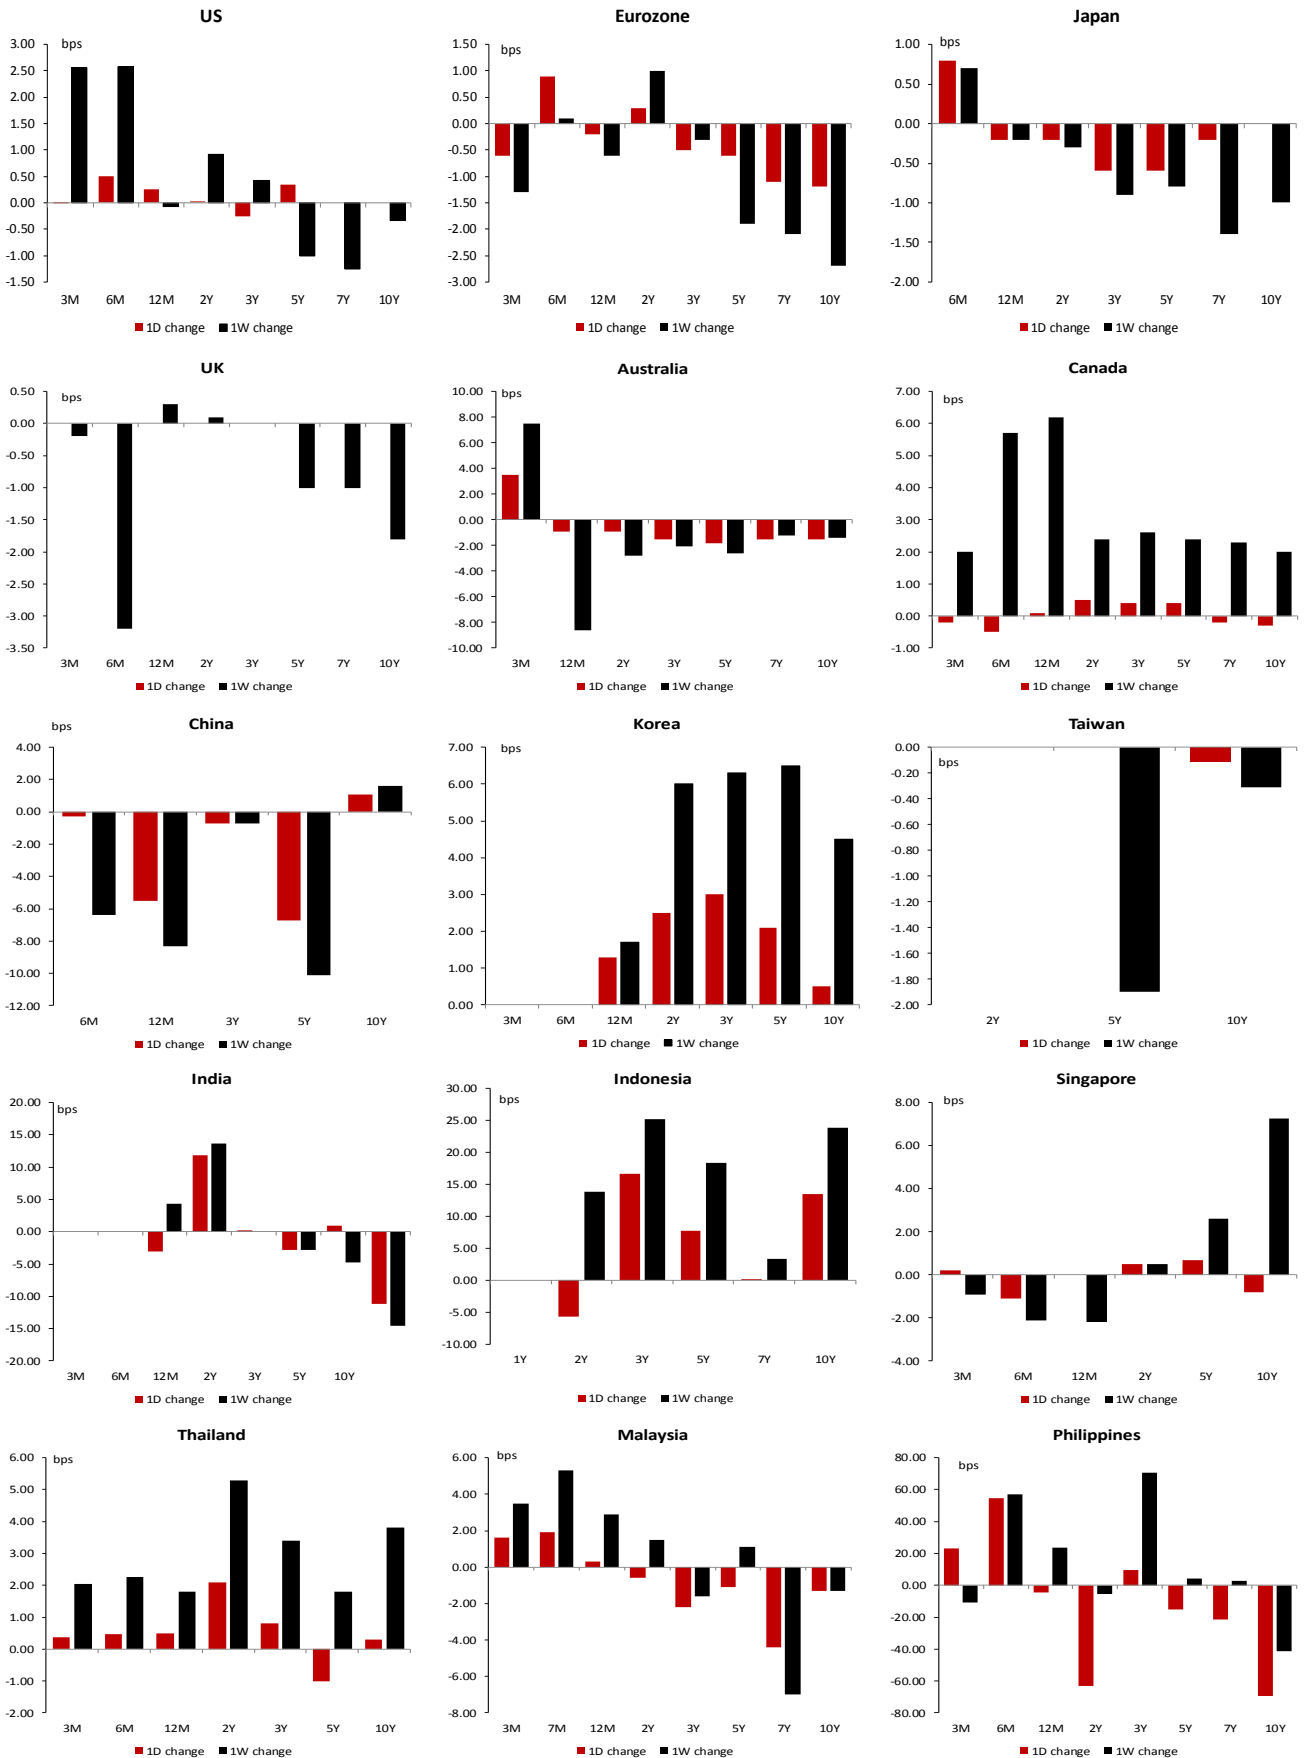 US
bps
3.00
2.50
2.00
1.50
1.00
0.50
0.00
-0.50
-1.00
-1.50
3M 6M 12M 2Y 3Y 5Y 7Y 10Y
1D change 1W change
Eurozone
bps
1.50
1.00
0.50
0.00
-0.50
-1.00
-1.50
-2.00
-2.50
-3.00
3M 6M 12M 2Y 3Y 5Y 7Y 10Y
1D change 1W change
Japan
bps
1.00
0.50
0.00
-0.50
-1.00
-1.50
-2.00
6M 12M 2Y 3Y 5Y 7Y 10Y
1D change 1W change
UK
bps
0.50
0.00
-0.50
-1.00
-1.50
-2.00
-2.50
-3.00
-3.50
3M 6M 12M 2Y 3Y 5Y 7Y 10Y
1D change 1W change
Australia
bps
10.00
8.00
6.00
4.00
2.00
0.00
-2.00
-4.00
-6.00
-8.00
-10.00
3M 12M 2Y 3Y 5Y 7Y 10Y
1D change 1W change
Canada
bps
7.00
6.00
5.00
4.00
3.00
2.00
1.00
0.00
-1.00
3M 6M 12M 2Y 3Y 5Y 7Y 10Y
1D change 1W change
China
bps
4.00
2.00
0.00
-2.00
-4.00
-6.00
-8.00
-10.00
-12.00
6M 12M 3Y 5Y 10Y
1D change 1W change
Korea
bps
7.00
6.00
5.00
4.00
3.00
2.00
1.00
0.00
3M 6M 12M 2Y 3Y 5Y 10Y
1D change 1W change
Taiwan
bps
0.00
-0.20
-0.40
-0.60
-0.80
-1.00
-1.20
-1.40
-1.60
-1.80
-2.00
2Y 5Y 10Y
1D change 1W change
India
bps
20.00
15.00
10.00
5.00
0.00
-5.00
-10.00
-15.00
-20.00
3M 6M 12M 2Y 3Y 5Y 10Y
1D change 1W change
Indonesia
bps
30.00
25.00
20.00
15.00
10.00
5.00
0.00
-5.00
-10.00
1Y 2Y 3Y 5Y 7Y 10Y
1D change 1W change
Singapore
bps
8.00
6.00
4.00
2.00
0.00
-2.00
-4.00
3M 6M 12M 2Y 5Y 10Y
1D change 1W change
Thailand
bps
6.00
5.00
4.00
3.00
2.00
1.00
0.00
-1.00
-2.00
3M 6M 12M 2Y 3Y 5Y 10Y
1D change 1W change
Malaysia
bps
6.00
4.00
2.00
0.00
-2.00
-4.00
-6.00
-8.00
3M 7M 12M 2Y 3Y 5Y 7Y 10Y
1D change 1W change
Philippines
bps
80.00
60.00
40.00
20.00
0.00
-20.00
-40.00
-60.00
-80.00
3M 6M 12M 2Y 3Y 5Y 7Y 10Y
1D change 1W change